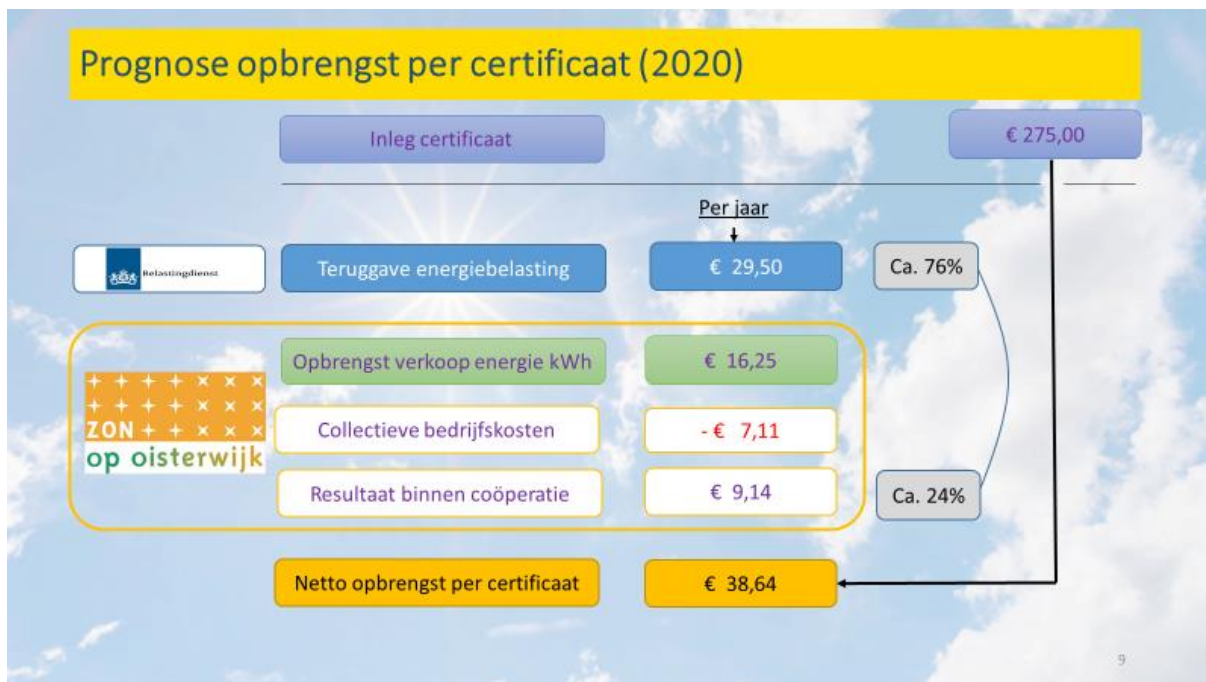 Prognose opbrengst per certificaat (2020)
Inleg certificaat
€ 275,00
Per jaar
Belastingdienst
Teruggave energiebelasting
€ 29,50
Ca. 76%
Opbrengst verkoop energie kWh
€ 16,25
ZON
op oisterwijk
Collectieve bedrijfskosten
- € 7,11
Resultaat binnen coöperatie
€ 9,14
Ca. 24%
Netto opbrengst per certificaat
€ 38,64
9